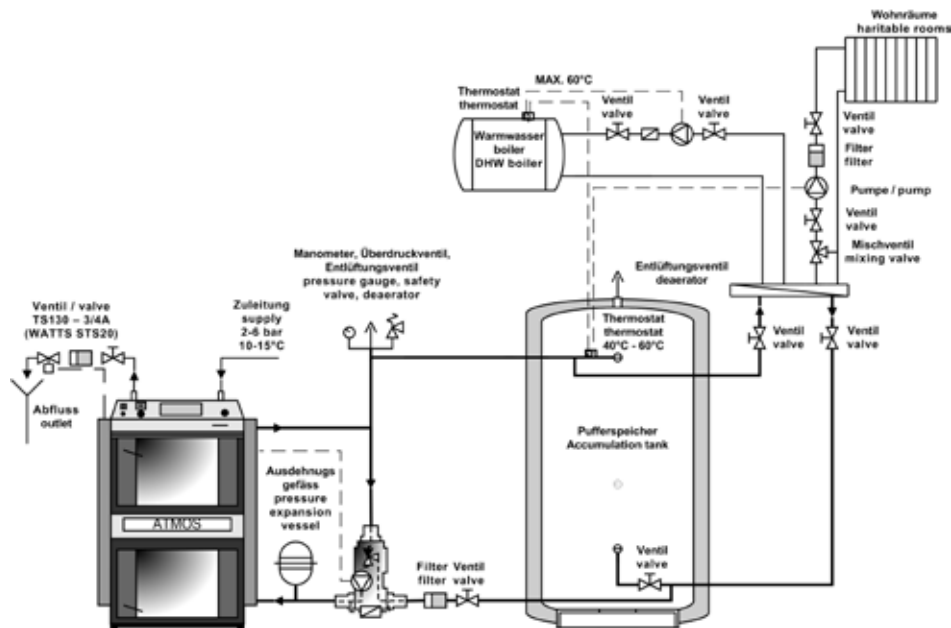 Wohnräume
haritable rooms
MAX. 60°C
Thermostat
thermostat
Ventil
valve
Ventil
valve
Warmwasser
boiler
DHW boiler
Ventil
valve
Filter
filter
Pumpe / pump
Ventil
valve
Mischventil
mixing valve
Manometer, Überdruckventil,
Entlüftungsventil
pressure gauge, safety
valve, deaerator
Entlüftungsventil
deaerator
Ventil / valve
TS130 – 3/4A
(WATTS STS20)
Zuleitung
supply
2-6 bar
10-15°C
Thermostat
thermostat
40°C - 60°C
Ventil
valve
Ventil
valve
Abfluss
outlet
Pufferspeicher
Accumulation tank
Ausdehnugs
gefäss
pressure
expansion
vessel
ATMOS
Filter Ventil
filter valve
Ventil
valve